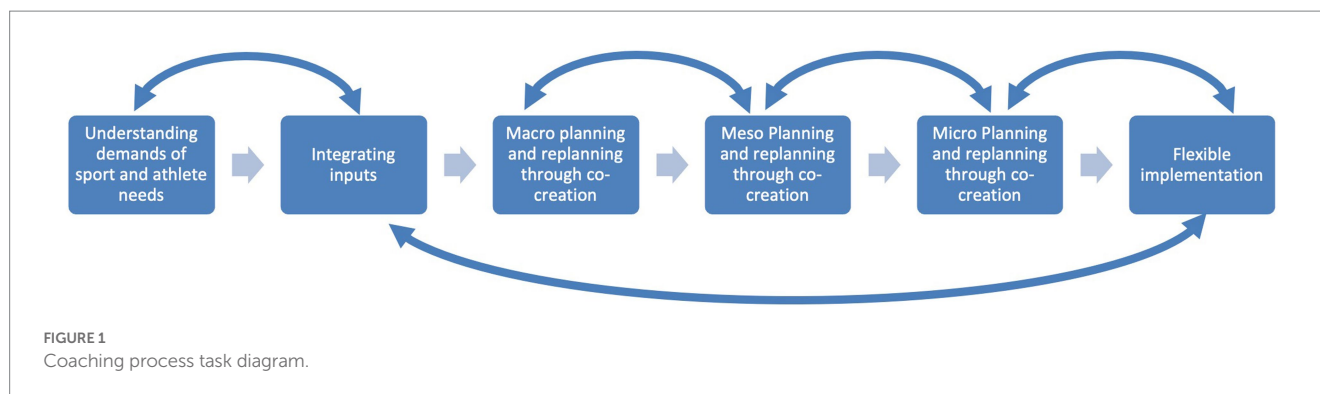 Understanding
demands of
sport and athlete
needs
Integrating
inputs
Macro planning
and replanning
through co-
creation
Meso Planning
and replanning
through co-
creation
Micro Planning
and replanning
through co-
creation
Flexible
implementation
FIGURE 1
Coaching process task diagram.